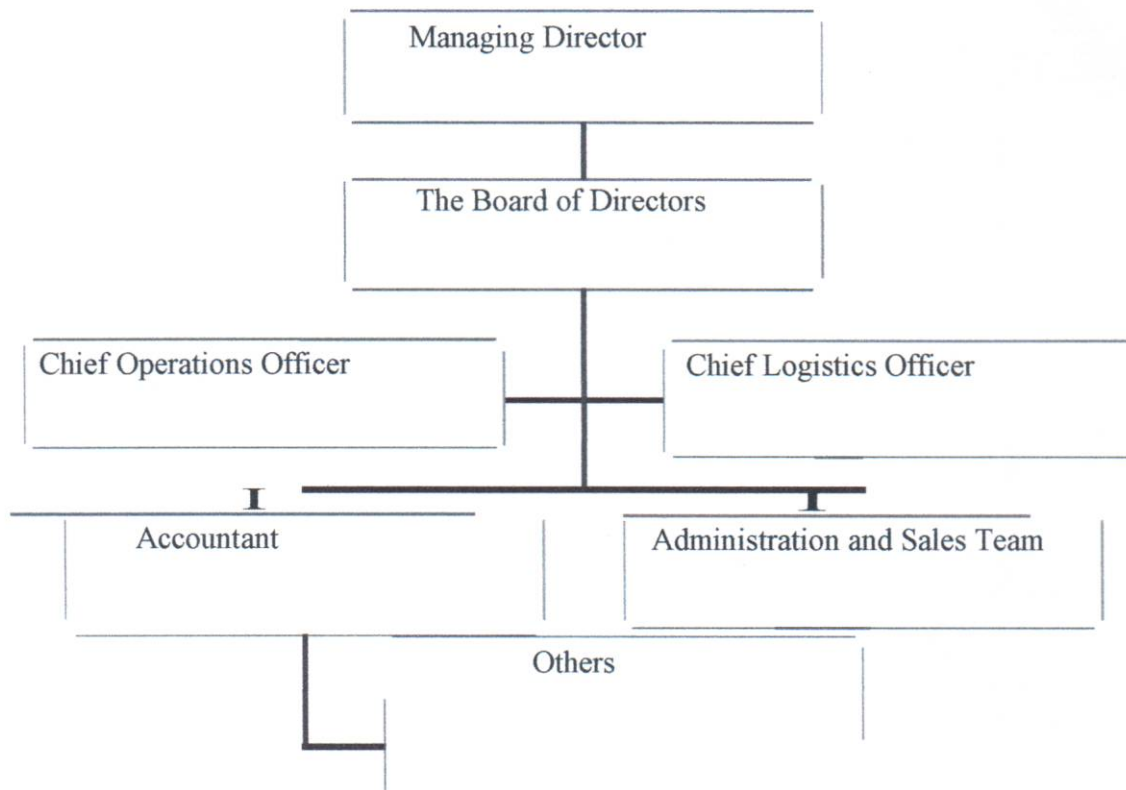 Managing Director
The Board of Directors
Chief Operations Officer
Chief Logistics Officer
Accountant
Administration and Sales Team
Others